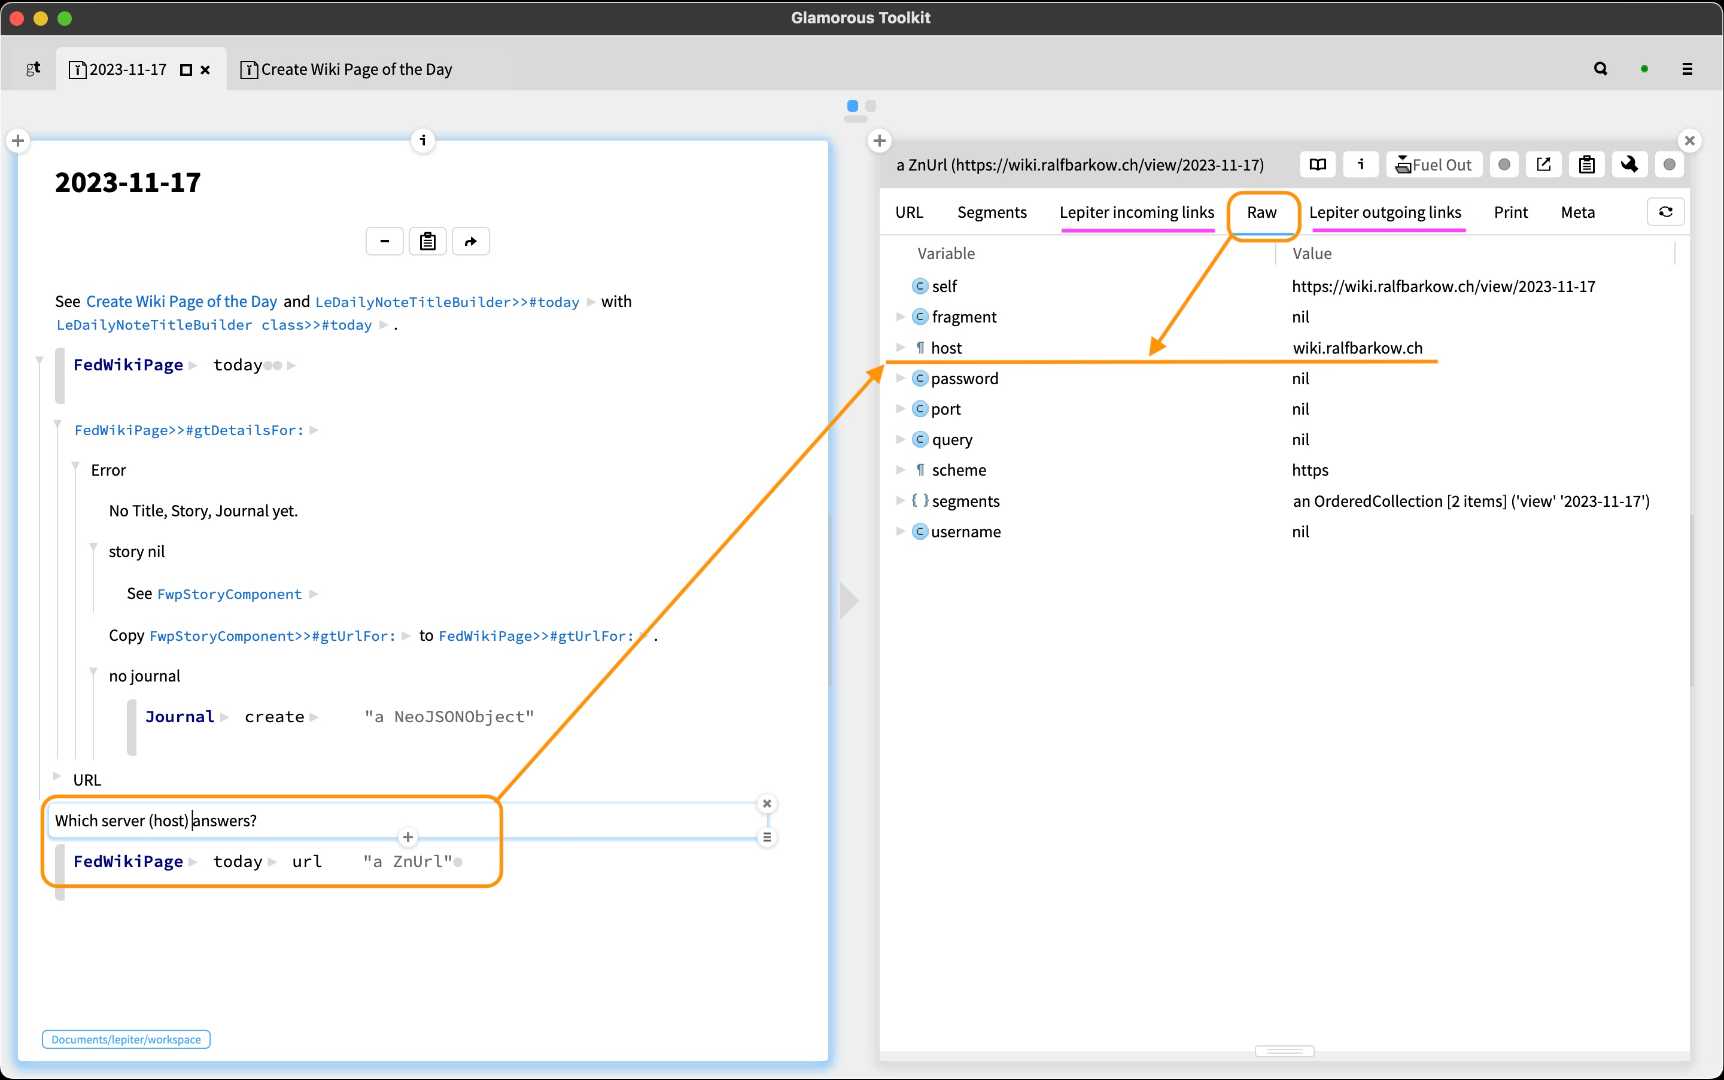 Glamorous Toolkit
gt
2023-11-17
Create Wiki Page of the Day
2023-11-17
See Create Wiki Page of the Day and LeDailyNoteTitleBuilder>>#today with
LeDailyNoteTitleBuilder class>>#today .
FedWikiPage today
FedWikiPage>>#gtDetailsFor:
Error
No Title, Story, Journal yet.
story nil
See FwpStoryComponent
Copy FwpStoryComponent>>#gtUrlFor: to FedWikiPage>>#gtUrlFor: .
no journal
Journal create "a NeoJSONObject"
URL
Which server (host) answers?
FedWikiPage today url "a ZnUrl"
Documents/lepiter/workspace
a ZnUrl (https://wiki.ralfbarkow.ch/view/2023-11-17)
Fuel Out
URL Segments Lepiter incoming links Raw Lepiter outgoing links Print Meta
Variable Value
self https://wiki.ralfbarkow.ch/view/2023-11-17
fragment nil
host wiki.ralfbarkow.ch
password nil
port nil
query nil
scheme https
segments an OrderedCollection [2 items] ('view' '2023-11-17')
username nil